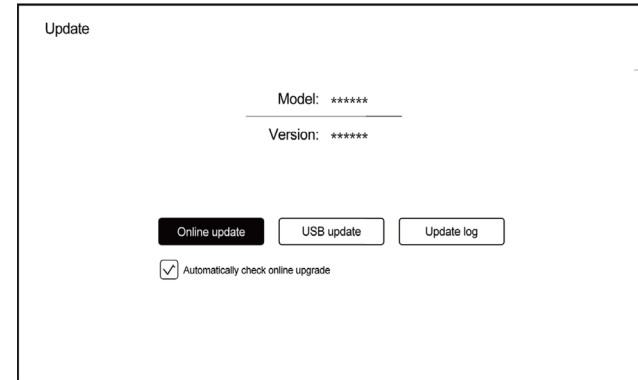 Update
Model: ******
Version: ******
Online update USB update Update log
Automatically check online upgrade